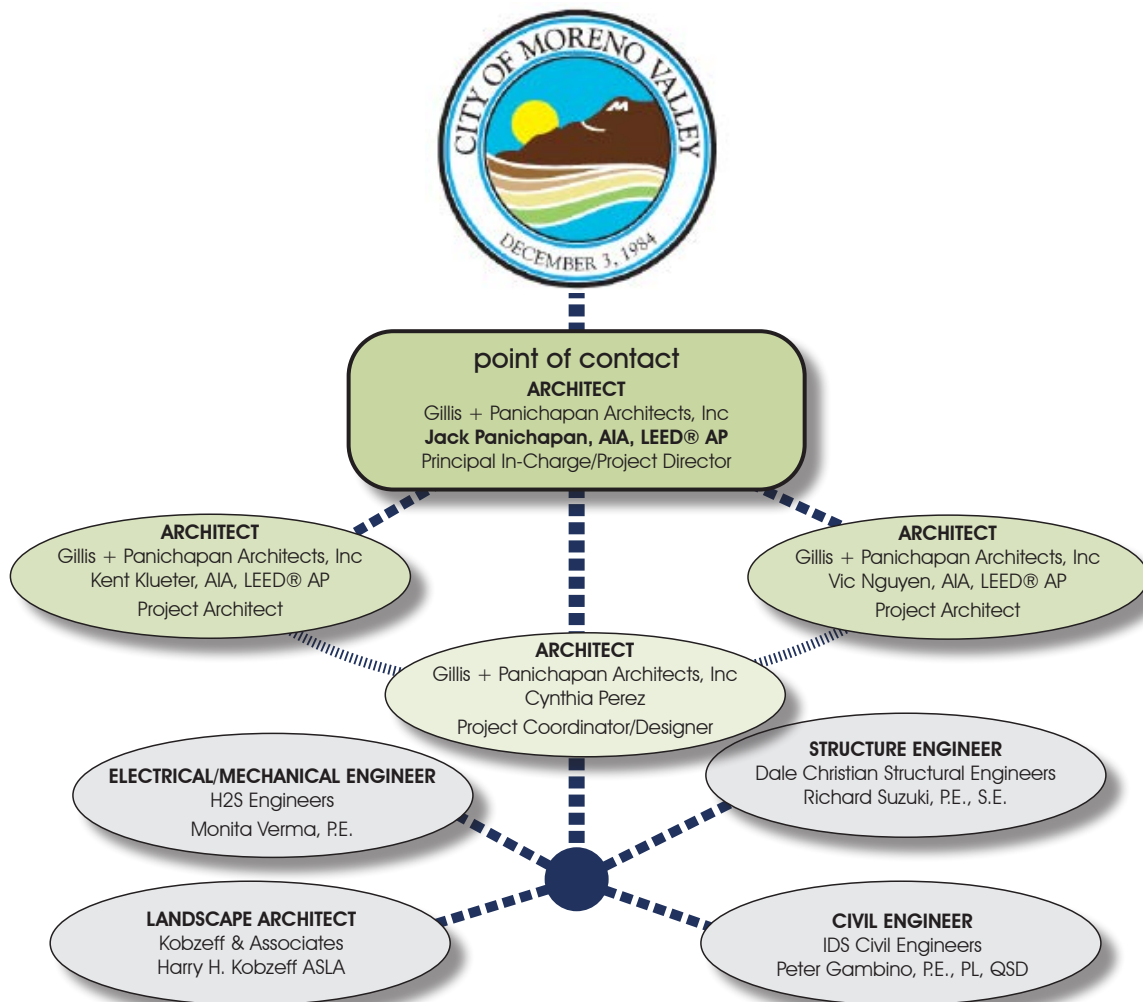 CITY OF MORENO VALLEY
M
DECEMBER 3, 1984
point of contact
ARCHITECT
Gillis + Panichapan Architects, Inc
Jack Panichapan, AIA, LEED® AP
Principal In-Charge/Project Director
ARCHITECT
Gillis + Panichapan Architects, Inc
Kent Klueter, AIA, LEED® AP
Project Architect
ARCHITECT
Gillis + Panichapan Architects, Inc
Vic Nguyen, AIA, LEED® AP
Project Architect
ARCHITECT
Gillis + Panichapan Architects, Inc
Cynthia Perez
Project Coordinator/Designer
ELECTRICAL/MECHANICAL ENGINEER
H2S Engineers
Monita Verma, P.E.
STRUCTURE ENGINEER
Dale Christian Structural Engineers
Richard Suzuki, P.E., S.E.
LANDSCAPE ARCHITECT
Kobzeff & Associates
Harry H. Kobzeff ASLA
CIVIL ENGINEER
IDS Civil Engineers
Peter Gambino, P.E., PL, QSD